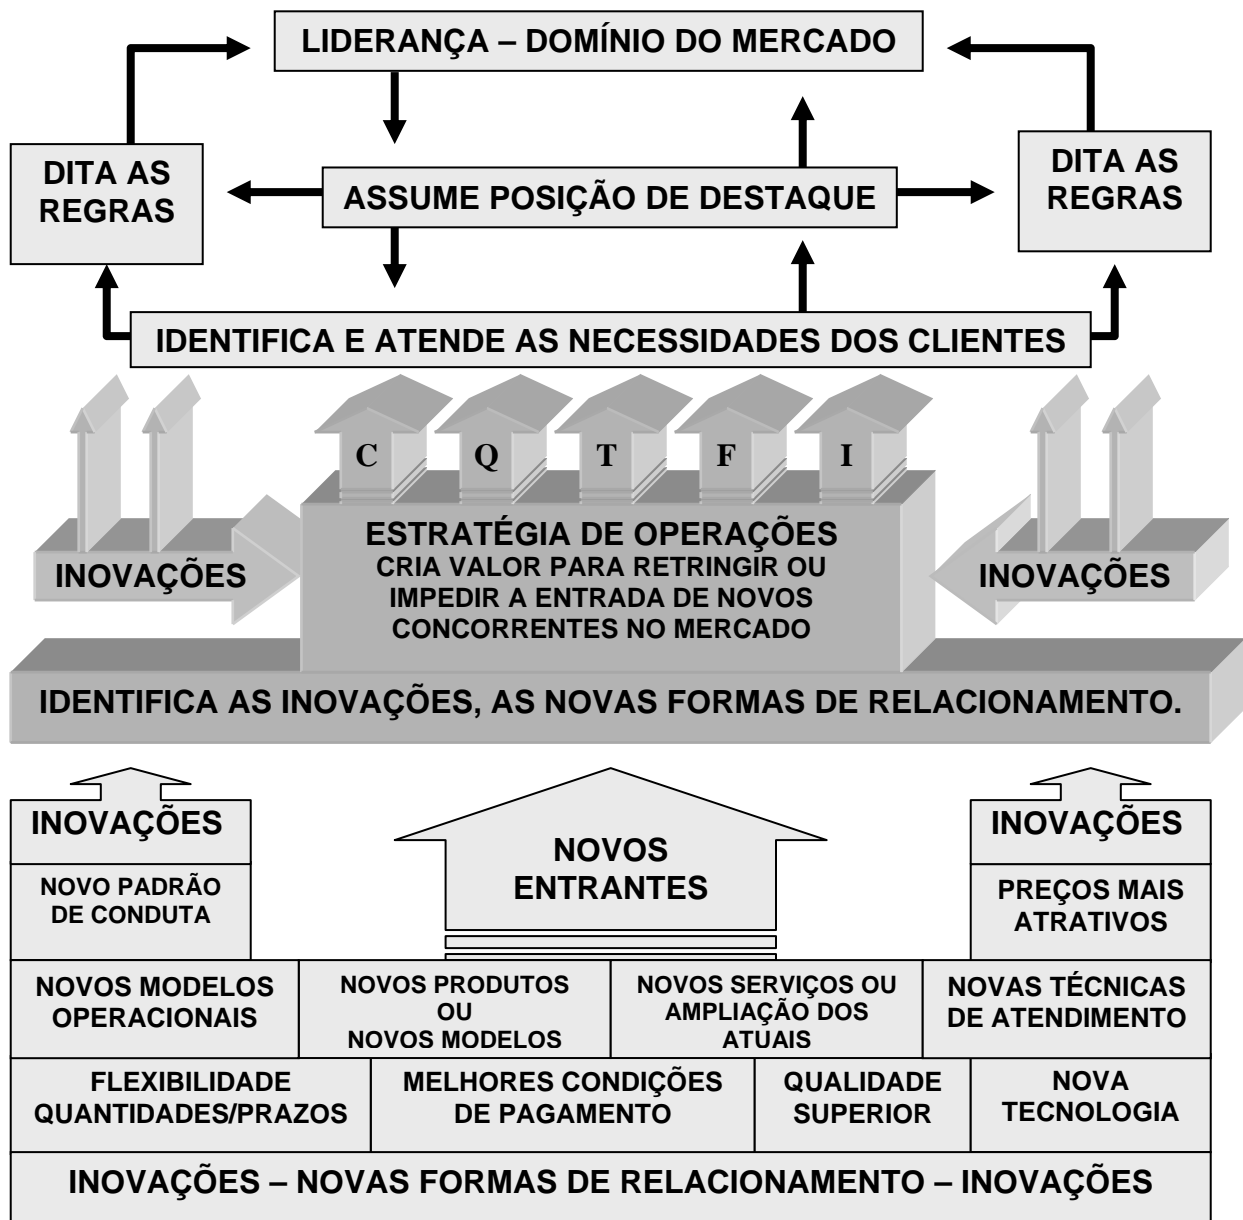 LIDERANÇA – DOMÍNIO DO MERCADO
DITA AS
REGRAS
ASSUME POSIÇÃO DE DESTAQUE
DITA AS
REGRAS
IDENTIFICA E ATENDE AS NECESSIDADES DOS CLIENTES
C Q T F I
INOVAÇÕES
ESTRATÉGIA DE OPERAÇÕES
CRIA VALOR PARA RETRINGIR OU
IMPEDIR A ENTRADA DE NOVOS
CONCORRENTES NO MERCADO
INOVAÇÕES
IDENTIFICA AS INOVAÇÕES, AS NOVAS FORMAS DE RELACIONAMENTO.
INOVAÇÕES
NOVO PADRÃO
DE CONDUTA
NOVOS
ENTRANTES
INOVAÇÕES
PREÇOS MAIS
ATRATIVOS
NOVOS MODELOS
OPERACIONAIS
NOVOS PRODUTOS
OU
NOVOS MODELOS
NOVOS SERVIÇOS OU
AMPLIAÇÃO DOS
ATUAIS
NOVAS TÉCNICAS
DE ATENDIMENTO
FLEXIBILIDADE
QUANTIDADES/PRAZOS
MELHORES CONDIÇÕES
DE PAGAMENTO
QUALIDADE
SUPERIOR
NOVA
TECNOLOGIA
INOVAÇÕES – NOVAS FORMAS DE RELACIONAMENTO – INOVAÇÕES